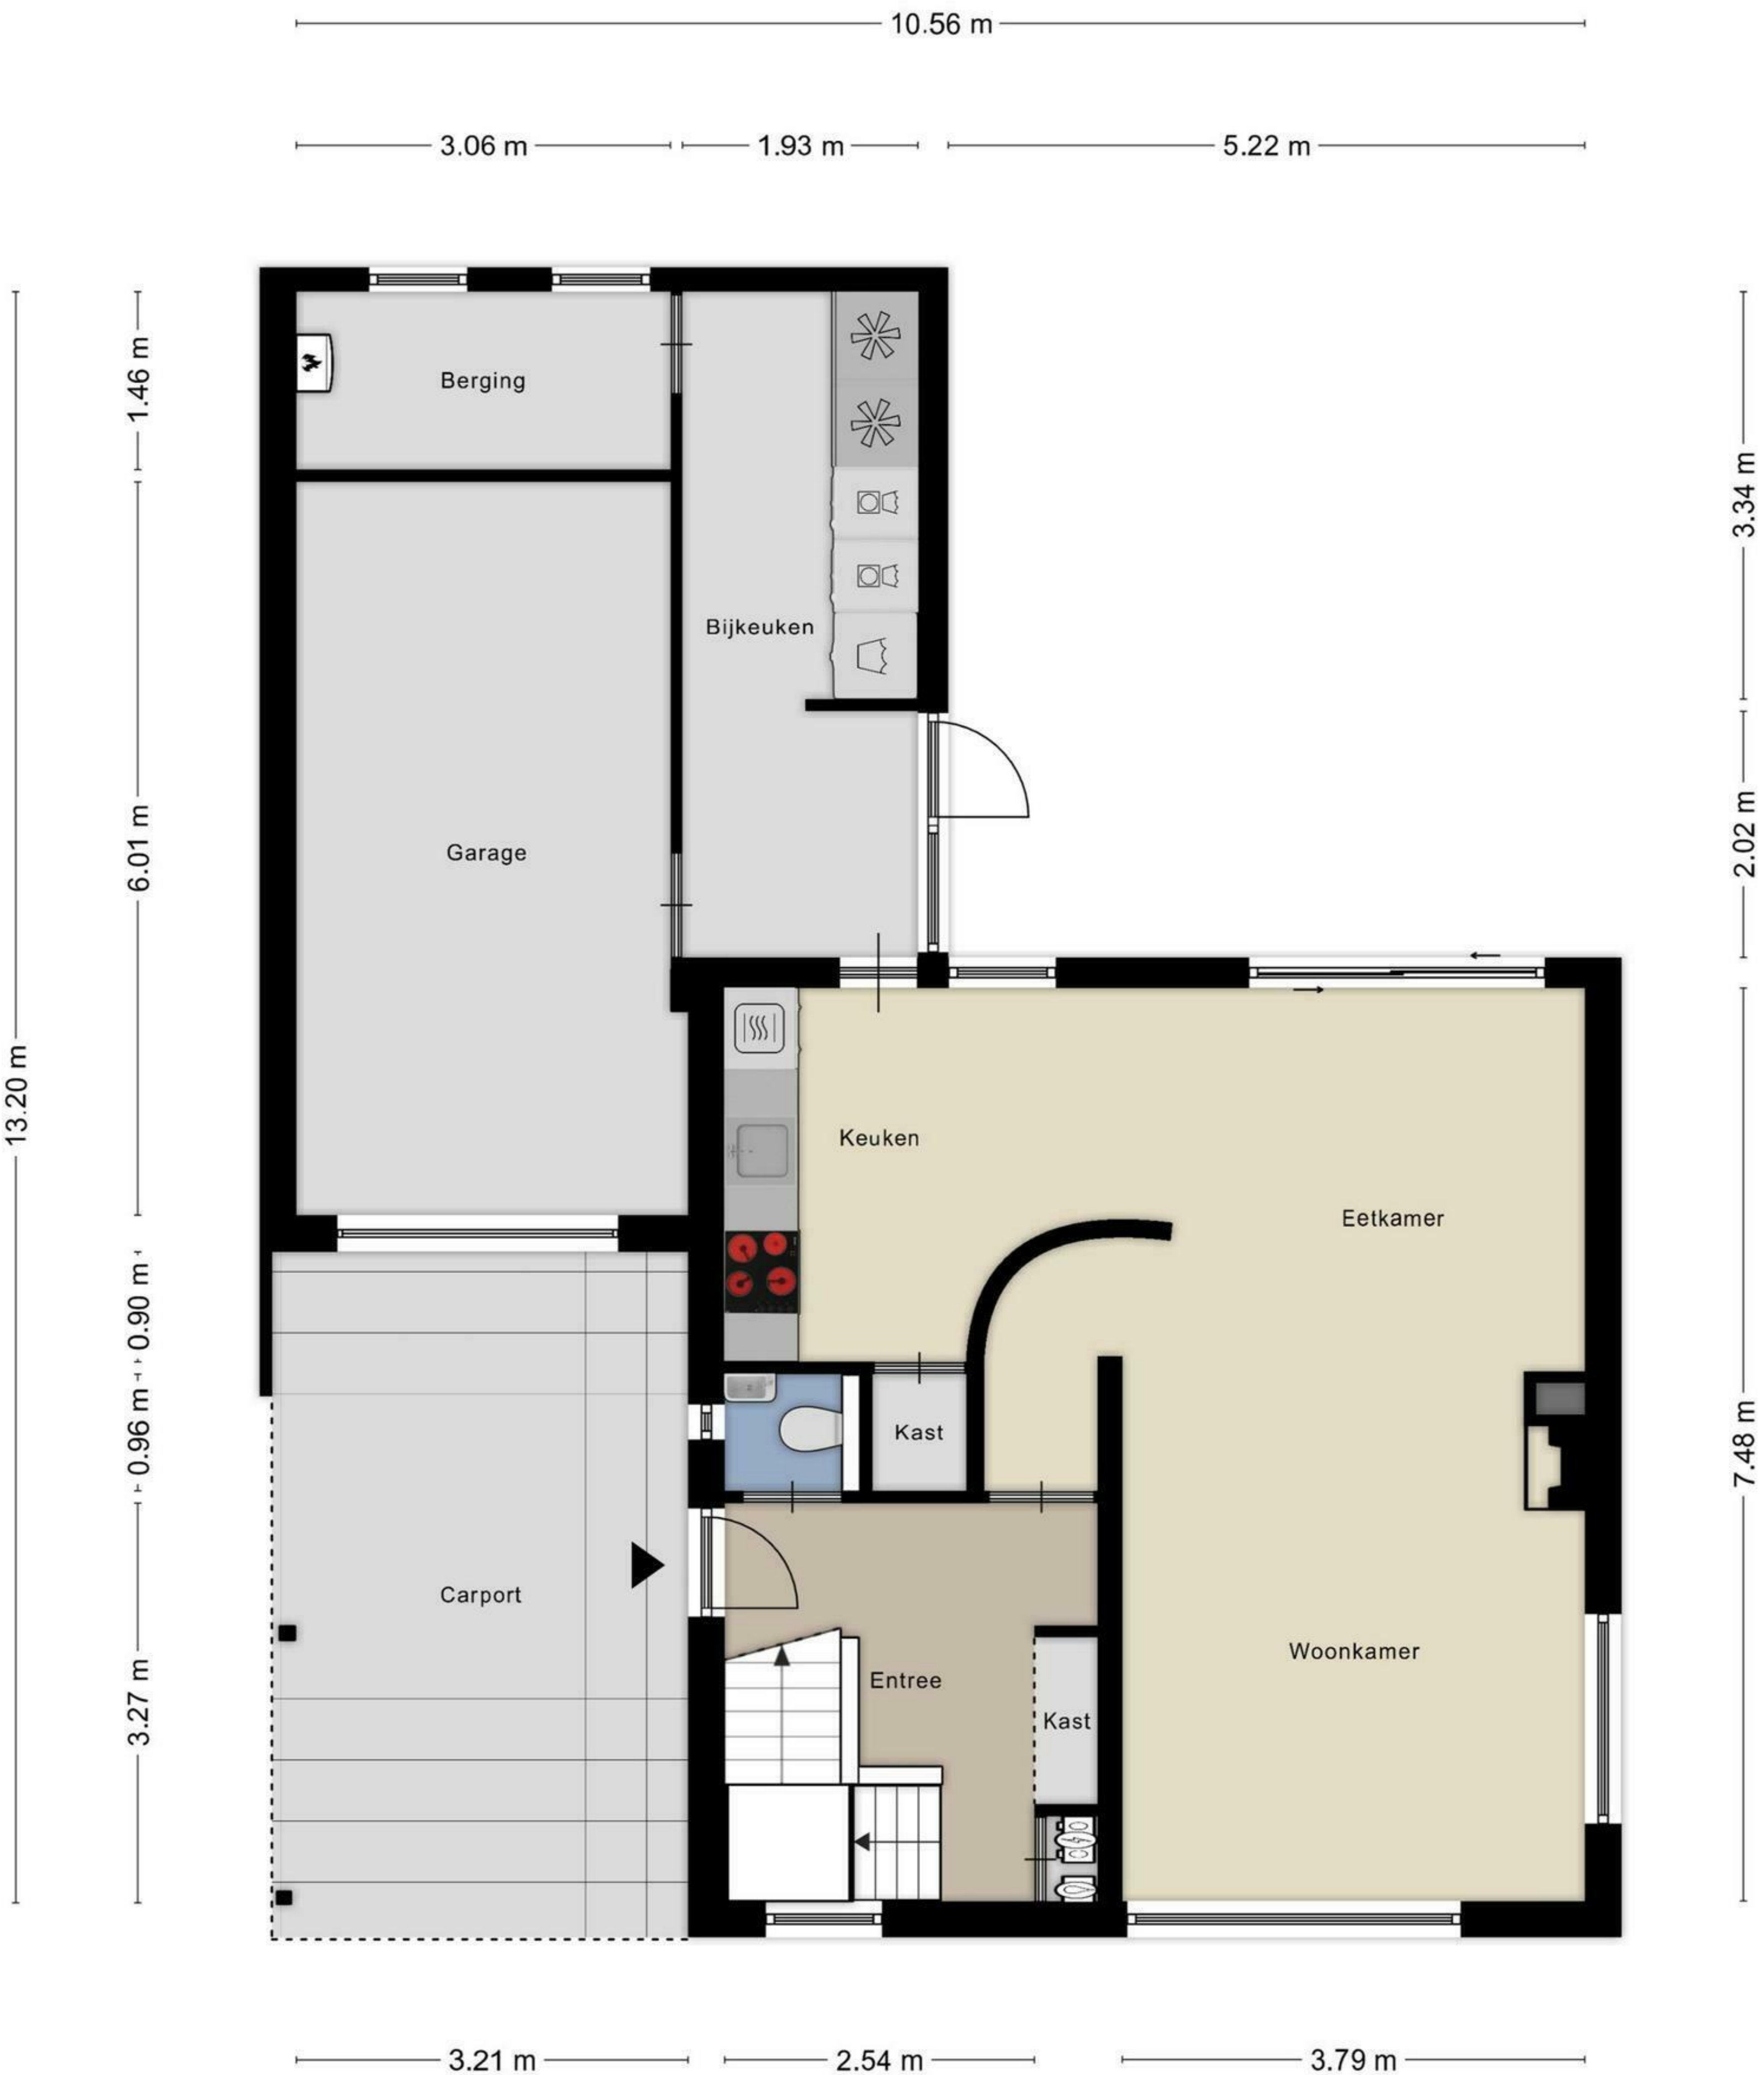 10.56 m
3.06 m
1.93 m
5.22 m
1.46 m
Berging
3.34 m
Bijkeuken
6.01 m
2.02 m
Garage
13.20 m
Keuken
Eetkamer
0.90 m
0.96 m
Kast
7.48 m
Carport
Woonkamer
Entree
3.27 m
Kast
3.21 m
2.54 m
3.79 m